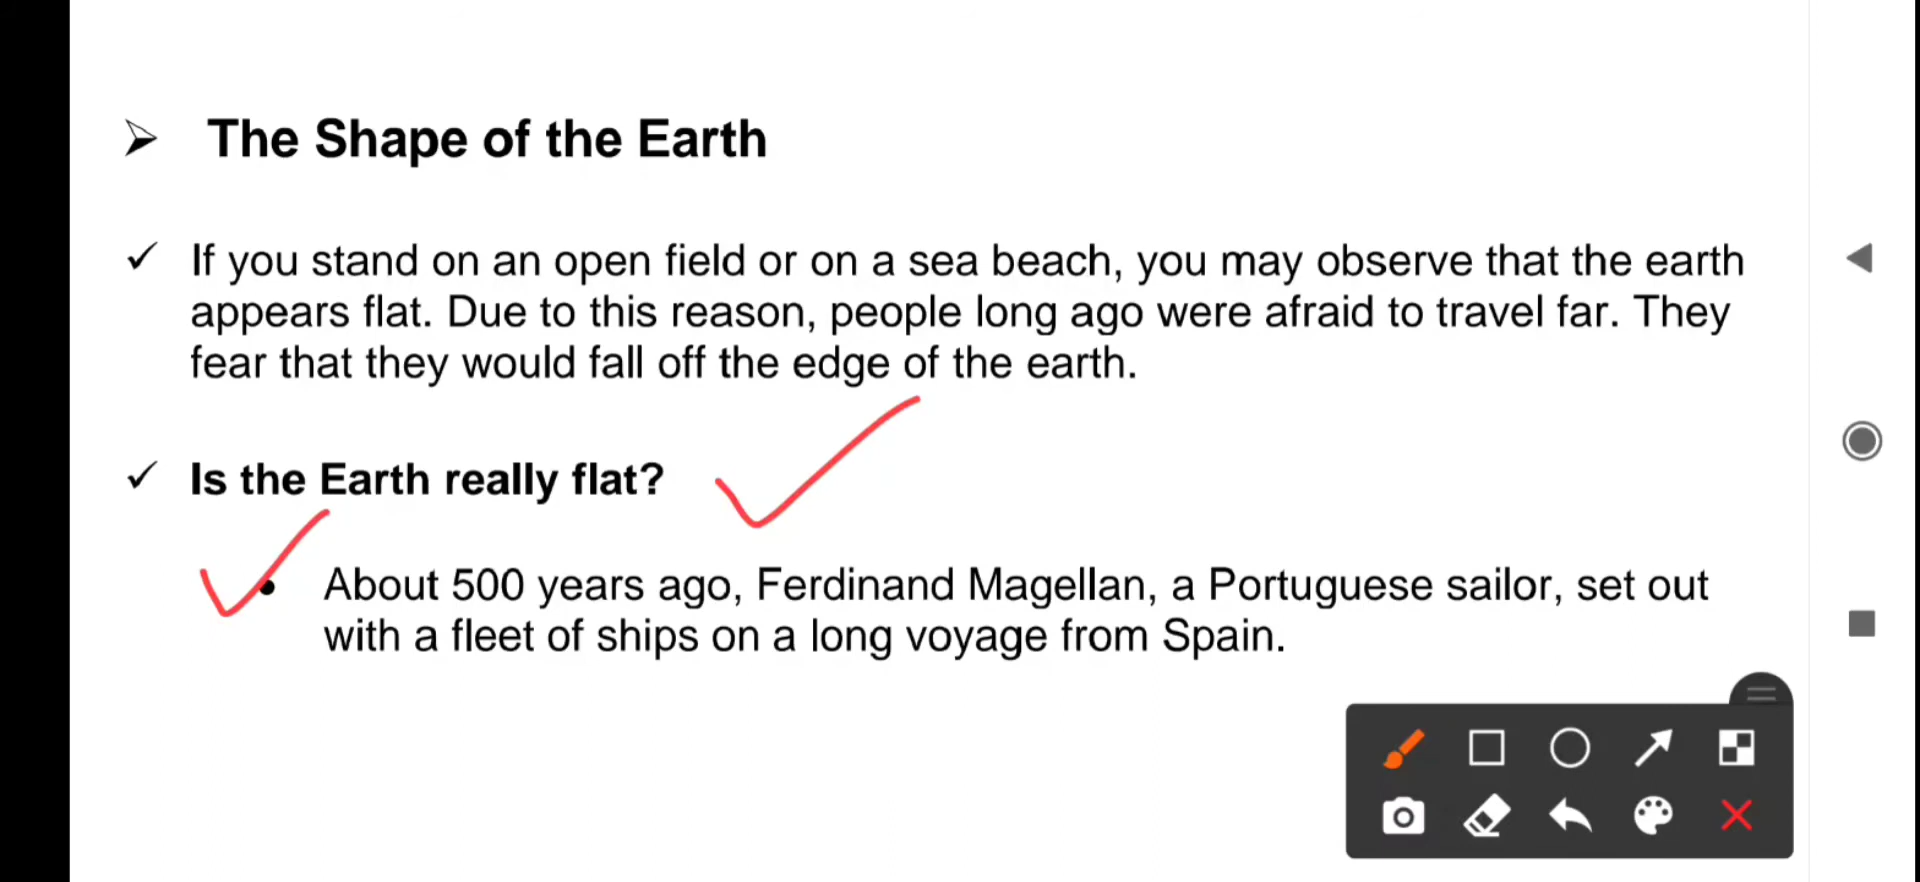 The Shape of the Earth
If you stand on an open field or on a sea beach, you may observe that the earth
appears flat. Due to this reason, people long ago were afraid to travel far. They
fear that they would fall off the edge of the earth.
Is the Earth really flat?
About 500 years ago, Ferdinand Magellan, a Portuguese sailor, set out
with a fleet of ships on a long voyage from Spain.